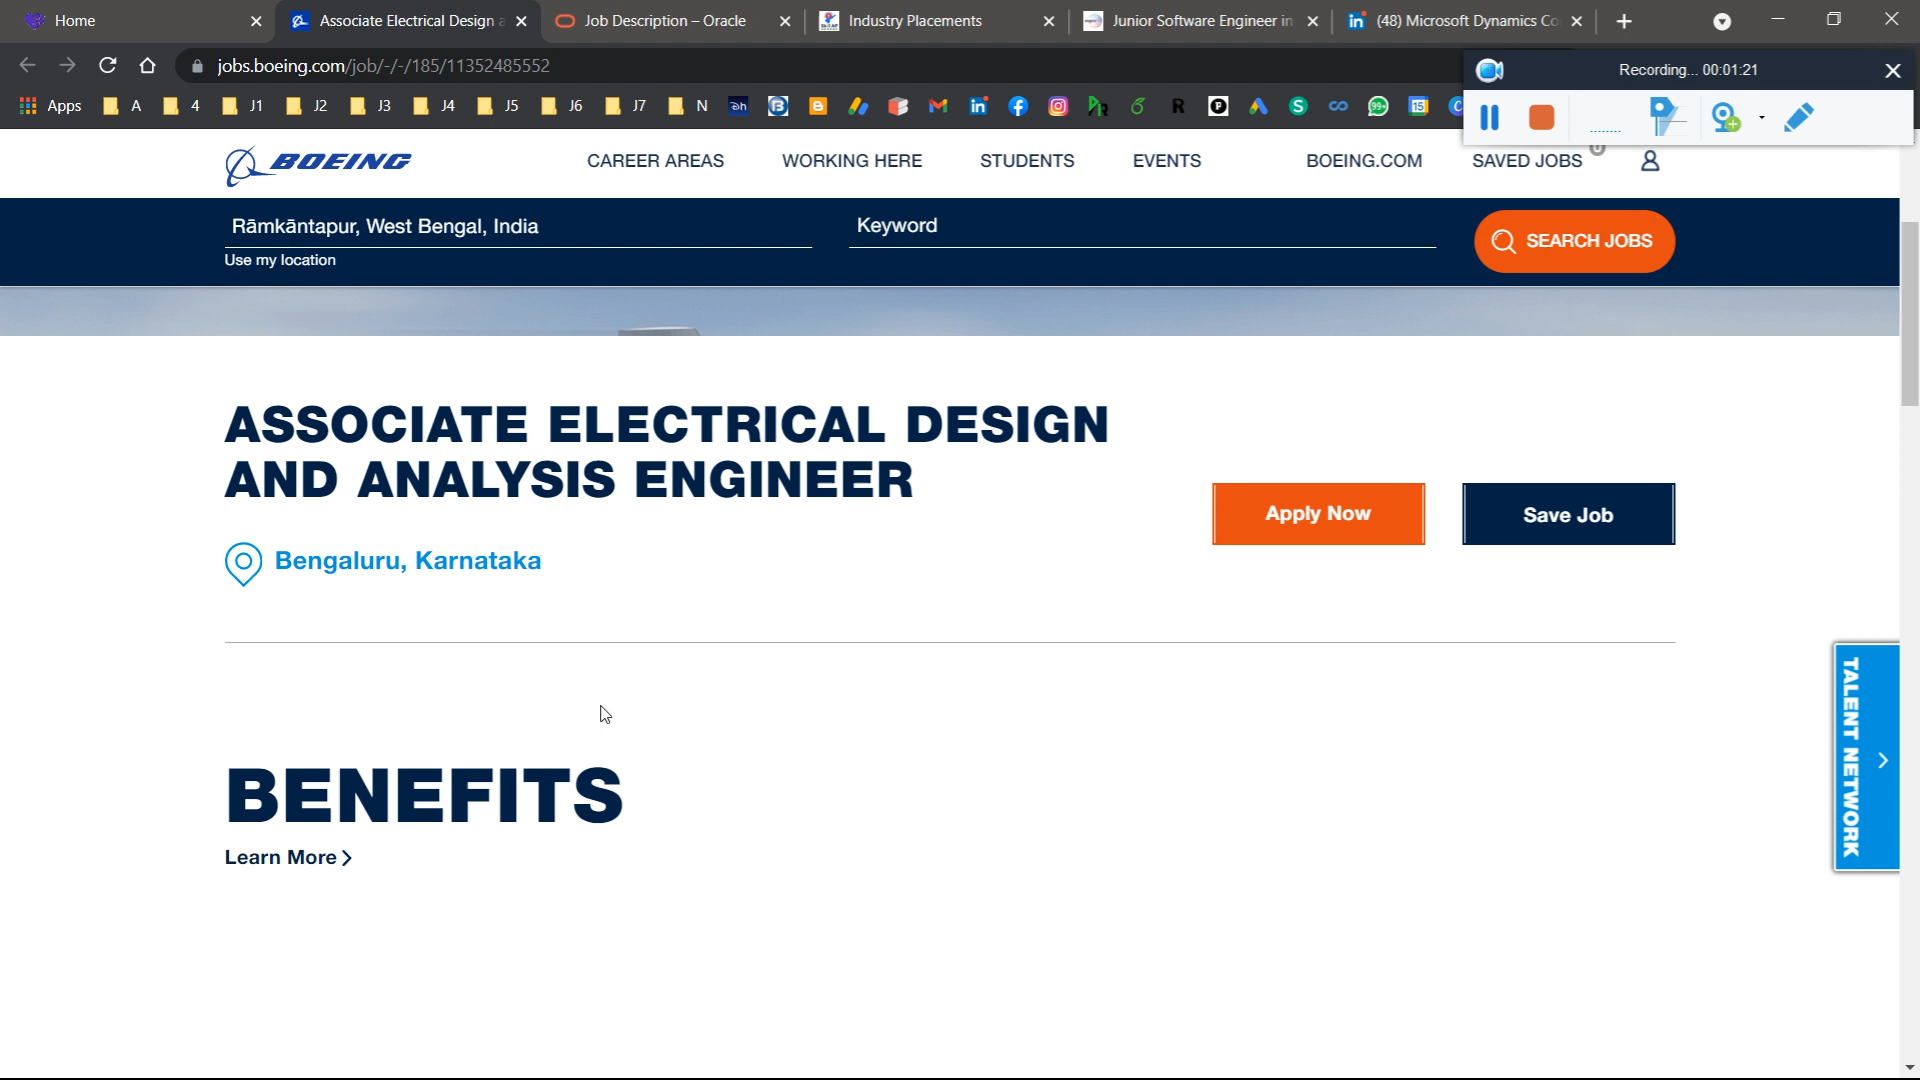 Home
Associate Electrical Design a
Job Description – Oracle
Industry Placements
Junior Software Engineer in
(48) Microsoft Dynamics Co
jobs.boeing.com/job/-/-/185/11352485552
Recording... 00:01:21
Apps
A
4
J1
J2
J3
J4
J5
J6
J7
N
BOEING
CAREER AREAS
WORKING HERE
STUDENTS
EVENTS
BOEING.COM
SAVED JOBS
Rāmkāntapur, West Bengal, India
Keyword
SEARCH JOBS
Use my location
ASSOCIATE ELECTRICAL DESIGN
AND ANALYSIS ENGINEER
Apply Now
Save Job
Bengaluru, Karnataka
TALENT NETWORK
BENEFITS
Learn More